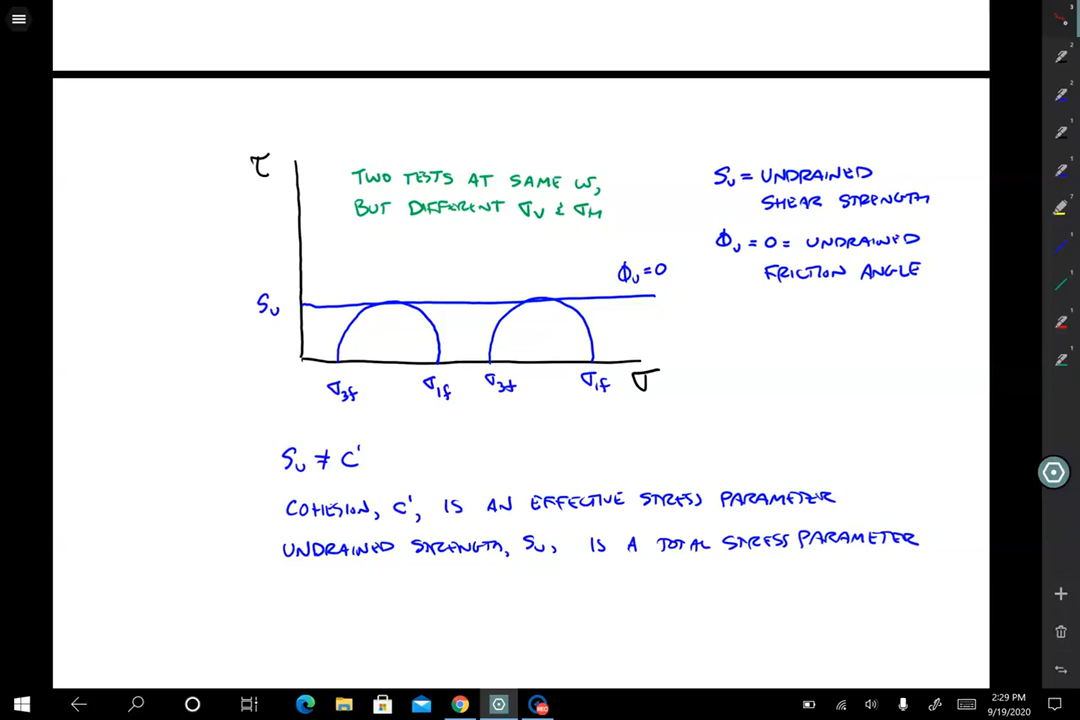 τ
TWO TESTS AT SAME w,
BUT DIFFERENT σv & σH
Su = UNDRAINED
SHEAR STRENGTH
ϕu = 0 = UNDRAINED
FRICTION ANGLE
ϕu = 0
Su
σ3f σ1f σ3f σ1f σ
Su ≠ c'
COHESION, c', IS AN EFFECTIVE STRESS PARAMETER
UNDRAINED STRENGTH, Su, IS A TOTAL STRESS PARAMETER
2:29 PM
9/19/2020